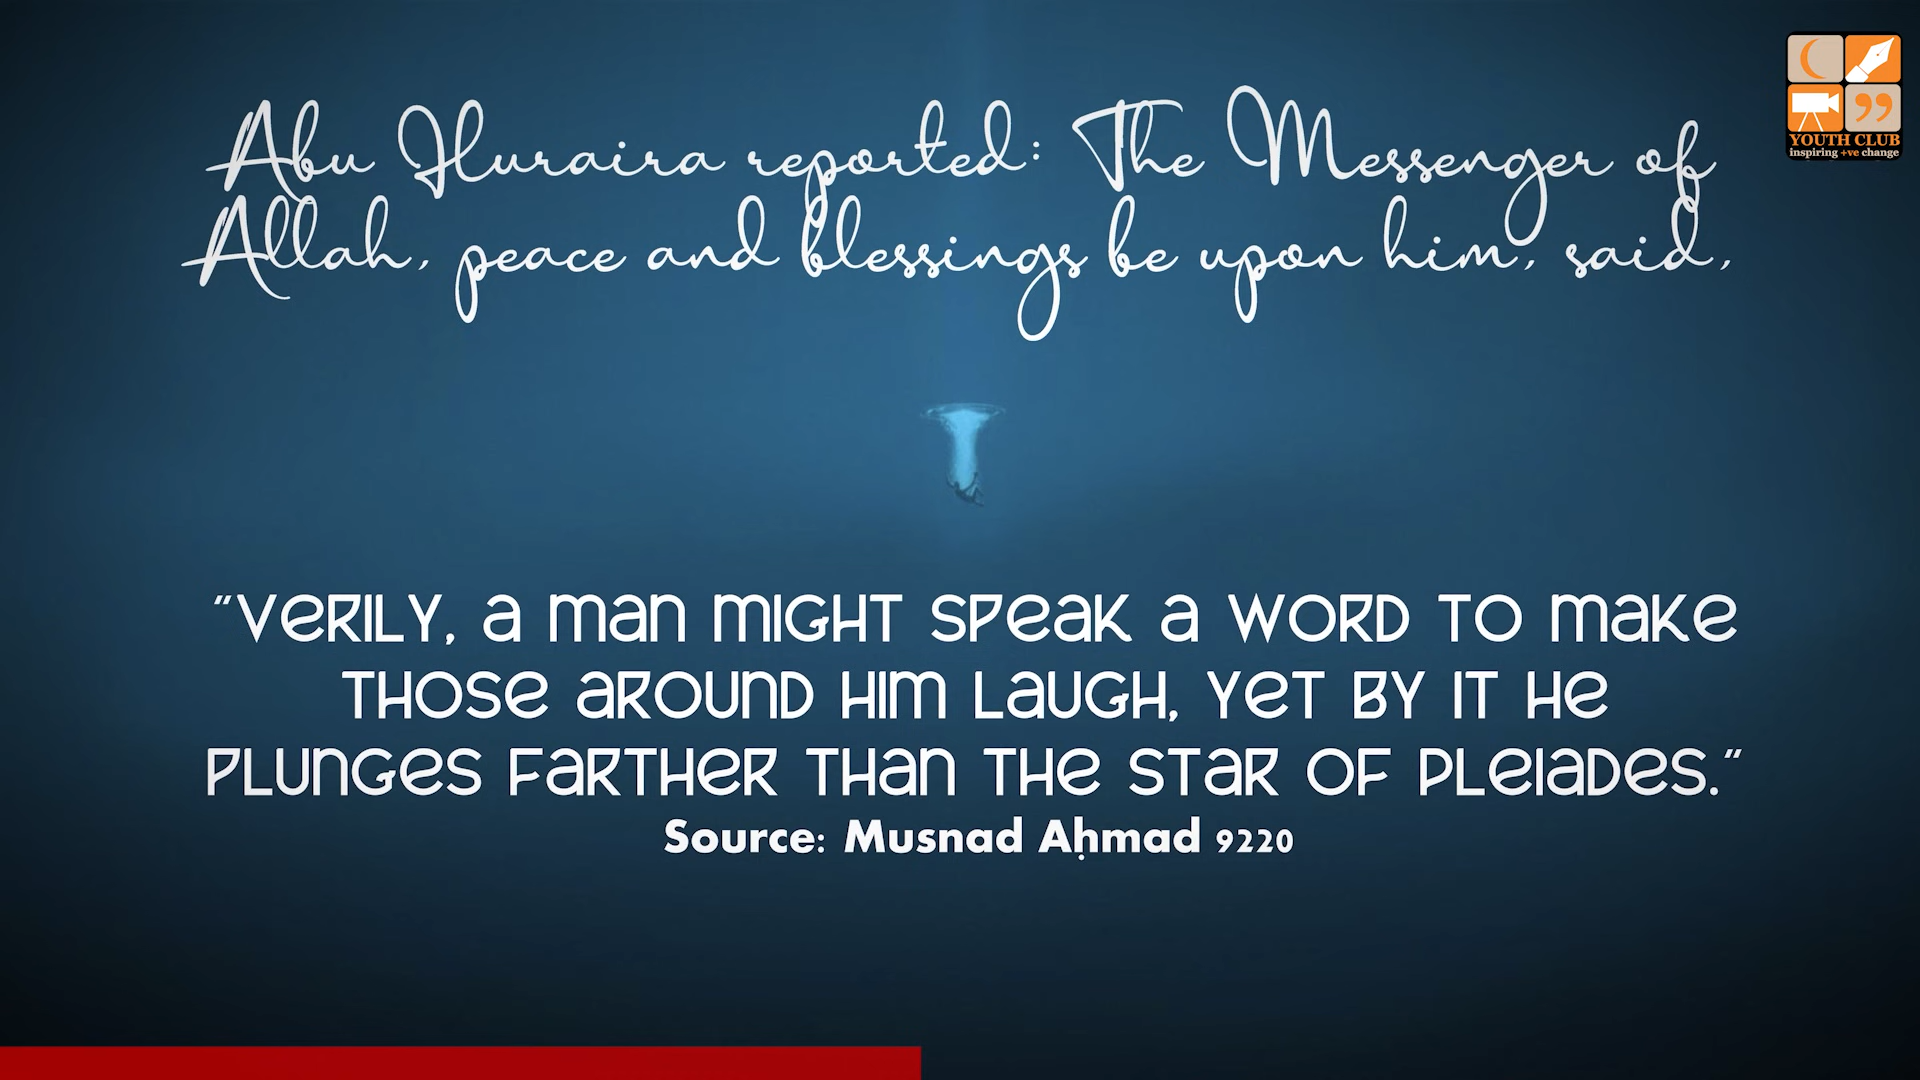 Abu Huraira reported: The Messenger of
Allah, peace and blessings be upon him, said,
"Verily, a man might speak a word to make
those around him laugh, yet by it he
plunges farther than the star of Pleiades."
Source: Musnad Aḥmad 9220
YOUTH CLUB
inspiring +ve change